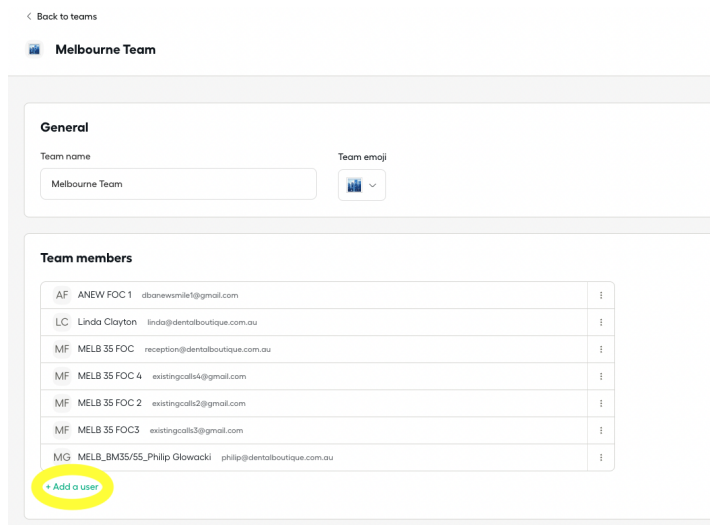 Back to teams
Melbourne Team
General
Team name Team emoji
Melbourne Team
Team members
AF ANEW FOC 1 dbanewsmile1@gmail.com
LC Linda Clayton linda@dentalboutique.com.au
MF MELB 35 FOC reception@dentalboutique.com.au
MF MELB 35 FOC 4 existingcalls4@gmail.com
MF MELB 35 FOC 2 existingcalls2@gmail.com
MF MELB 35 FOC3 existingcalls3@gmail.com
MG MELB_BM35/55_Philip Glowacki philip@dentalboutique.com.au
+ Add a user